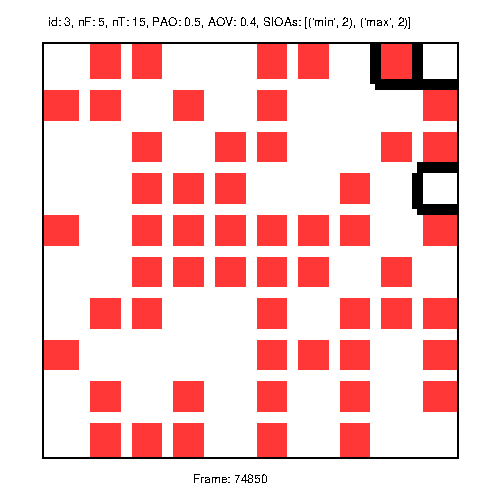 id: 3, nF: 5, nT: 15, PAO: 0.5, AOV: 0.4, SIOAs: [('min', 2), ('max', 2)]
Frame: 74850